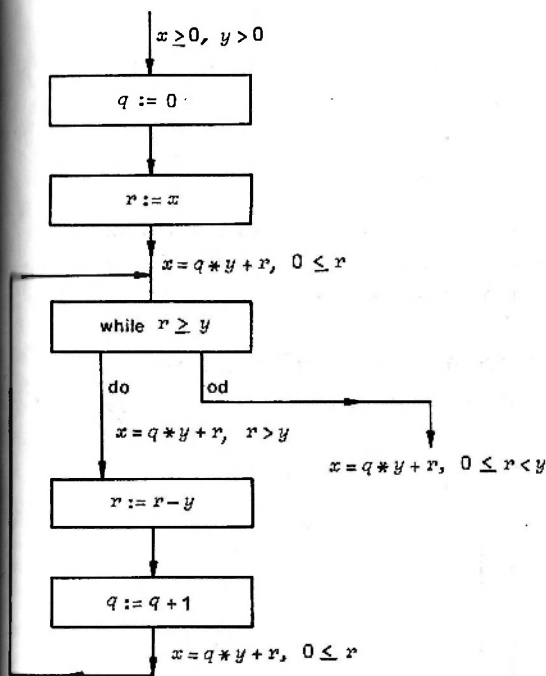 x ≥ 0, y > 0
q := 0
r := x
x = q * y + r, 0 ≤ r
while r ≥ y
do
od
x = q * y + r, r > y
x = q * y + r, 0 ≤ r < y
r := r − y
q := q + 1
x = q * y + r, 0 ≤ r